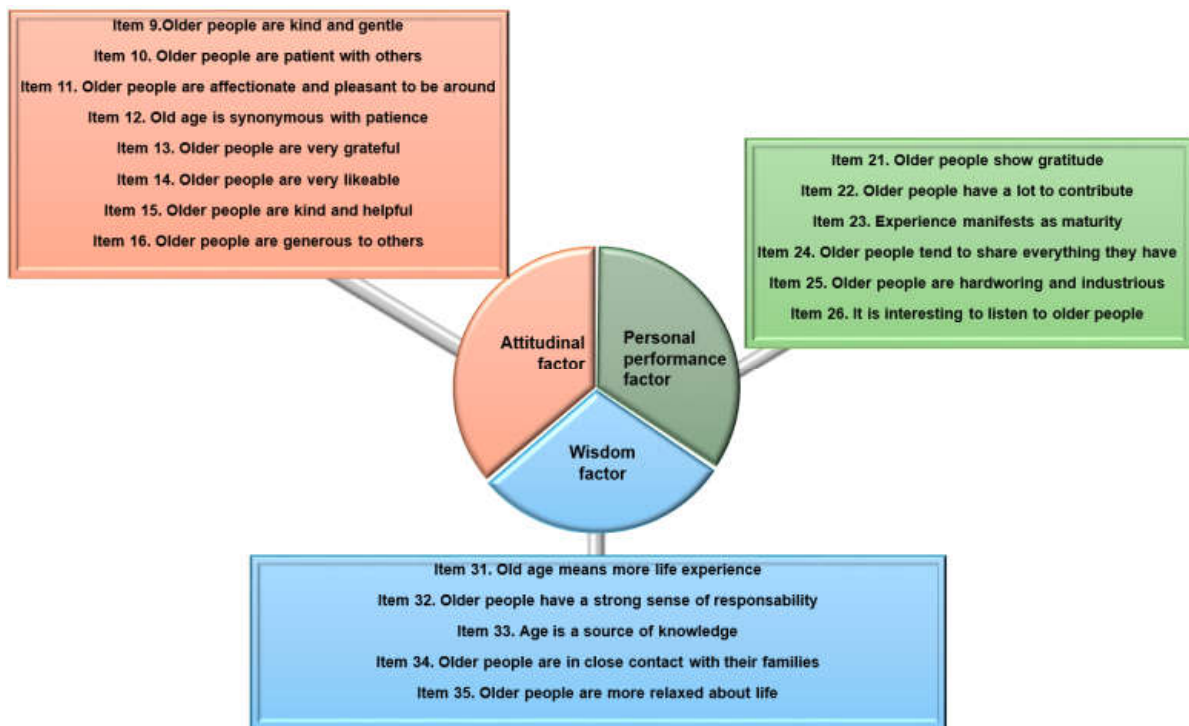 Item 9.Older people are kind and gentle
Item 10. Older people are patient with others
Item 11. Older people are affectionate and pleasant to be around
Item 12. Old age is synonymous with patience
Item 13. Older people are very grateful
Item 14. Older people are very likeable
Item 15. Older people are kind and helpful
Item 16. Older people are generous to others
Item 21. Older people show gratitude
Item 22. Older people have a lot to contribute
Item 23. Experience manifests as maturity
Item 24. Older people tend to share everything they have
Item 25. Older people are hardworing and industrious
Item 26. It is interesting to listen to older people
Attitudinal
factor
Personal
performance
factor
Wisdom
factor
Item 31. Old age means more life experience
Item 32. Older people have a strong sense of responsability
Item 33. Age is a source of knowledge
Item 34. Older people are in close contact with their families
Item 35. Older people are more relaxed about life